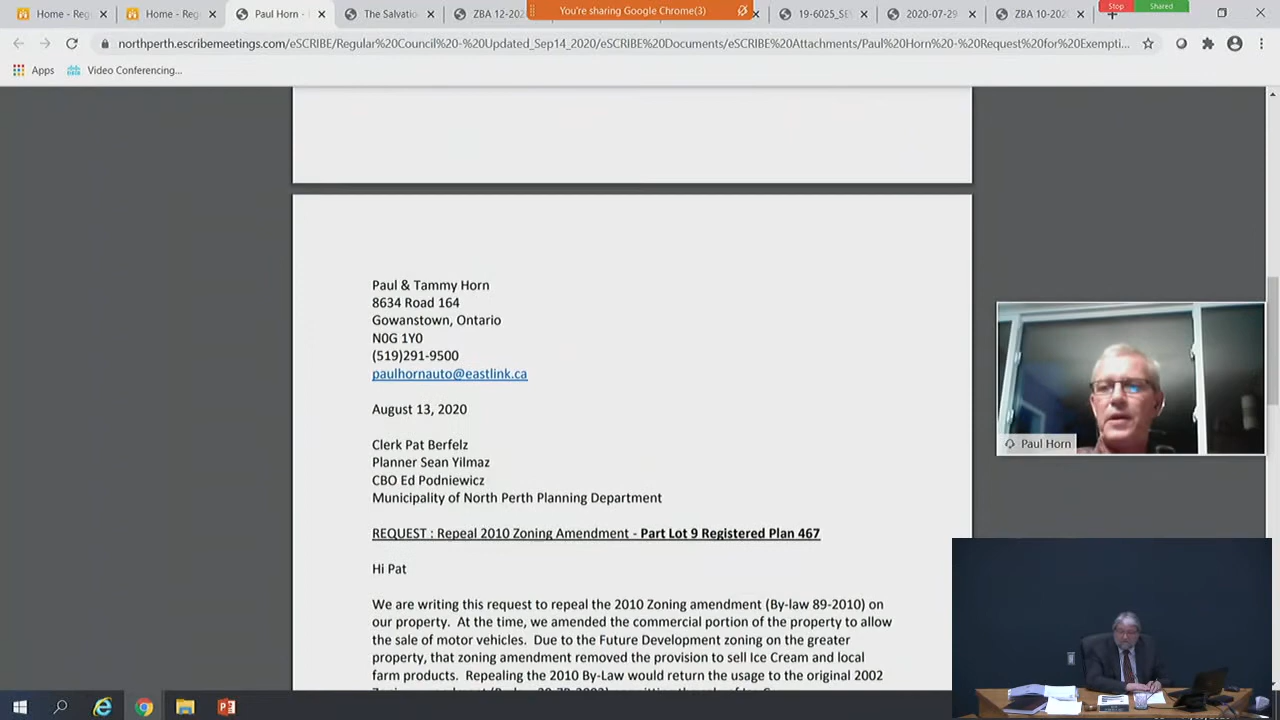 Home - Reg
Home - Reg
Paul Horn -
The Salvatio
ZBA 12-202
You're sharing Google Chrome(3)
19-6025_SE
2020-07-29
ZBA 10-202
Stop
Shared
northperth.escribemeetings.com/eSCRIBE/Regular%20Council%20-%20Updated_Sep14_2020/eSCRIBE%20Documents/eSCRIBE%20Attachments/Paul%20Horn%20-%20Request%20for%20Exempti...
Apps
Video Conferencing...
Paul & Tammy Horn
8634 Road 164
Gowanstown, Ontario
N0G 1Y0
(519)291-9500
paulhornauto@eastlink.ca
August 13, 2020
Clerk Pat Berfelz
Planner Sean Yilmaz
CBO Ed Podniewicz
Municipality of North Perth Planning Department
REQUEST : Repeal 2010 Zoning Amendment - Part Lot 9 Registered Plan 467
Hi Pat
We are writing this request to repeal the 2010 Zoning amendment (By-law 89-2010) on
our property. At the time, we amended the commercial portion of the property to allow
the sale of motor vehicles. Due to the Future Development zoning on the greater
property, that zoning amendment removed the provision to sell Ice Cream and local
farm products. Repealing the 2010 By-Law would return the usage to the original 2002
Paul Horn